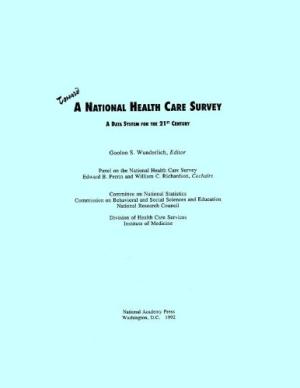 Toward
A NATIONAL HEALTH CARE SURVEY
A DATA SYSTEM FOR THE 21ST CENTURY
Gooloo S. Wunderlich, Editor
Panel on the National Health Care Survey
Edward B. Perrin and William C. Richardson, Cochairs
Committee on National Statistics
Commission on Behavioral and Social Sciences and Education
National Research Council
Division of Health Care Services
Institute of Medicine
National Academy Press
Washington, D.C. 1992